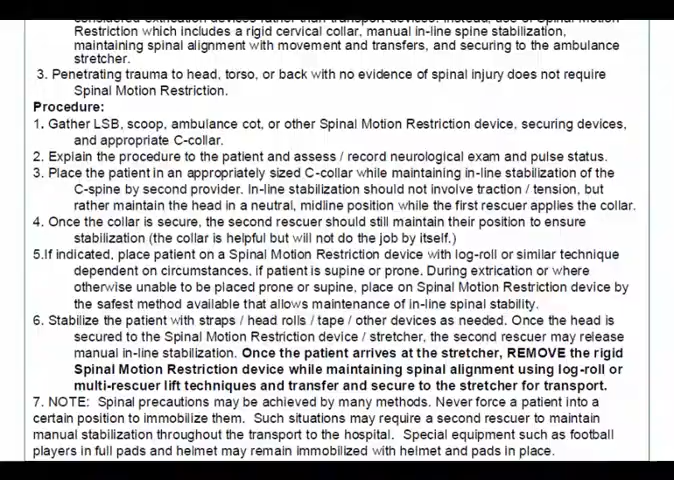 considered extrication devices rather than transport devices. Instead, use of Spinal Motion
Restriction which includes a rigid cervical collar, manual in-line spine stabilization,
maintaining spinal alignment with movement and transfers, and securing to the ambulance
stretcher.
3. Penetrating trauma to head, torso, or back with no evidence of spinal injury does not require
Spinal Motion Restriction.
Procedure:
1. Gather LSB, scoop, ambulance cot, or other Spinal Motion Restriction device, securing devices,
and appropriate C-collar.
2. Explain the procedure to the patient and assess / record neurological exam and pulse status.
3. Place the patient in an appropriately sized C-collar while maintaining in-line stabilization of the
C-spine by second provider. In-line stabilization should not involve traction / tension, but
rather maintain the head in a neutral, midline position while the first rescuer applies the collar.
4. Once the collar is secure, the second rescuer should still maintain their position to ensure
stabilization (the collar is helpful but will not do the job by itself.)
5.If indicated, place patient on a Spinal Motion Restriction device with log-roll or similar technique
dependent on circumstances, if patient is supine or prone. During extrication or where
otherwise unable to be placed prone or supine, place on Spinal Motion Restriction device by
the safest method available that allows maintenance of in-line spinal stability.
6. Stabilize the patient with straps / head rolls / tape / other devices as needed. Once the head is
secured to the Spinal Motion Restriction device / stretcher, the second rescuer may release
manual in-line stabilization. Once the patient arrives at the stretcher, REMOVE the rigid
Spinal Motion Restriction device while maintaining spinal alignment using log-roll or
multi-rescuer lift techniques and transfer and secure to the stretcher for transport.
7. NOTE: Spinal precautions may be achieved by many methods. Never force a patient into a
certain position to immobilize them. Such situations may require a second rescuer to maintain
manual stabilization throughout the transport to the hospital. Special equipment such as football
players in full pads and helmet may remain immobilized with helmet and pads in place.